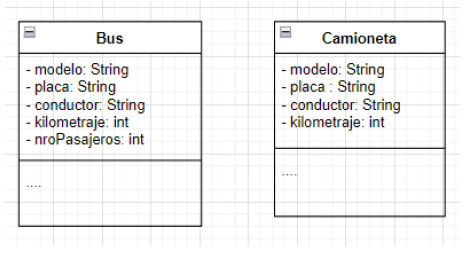 Bus
- modelo: String
- placa: String
- conductor: String
- kilometraje: int
- nroPasajeros: int
....
Camioneta
- modelo: String
- placa : String
- conductor: String
- kilometraje: int
....